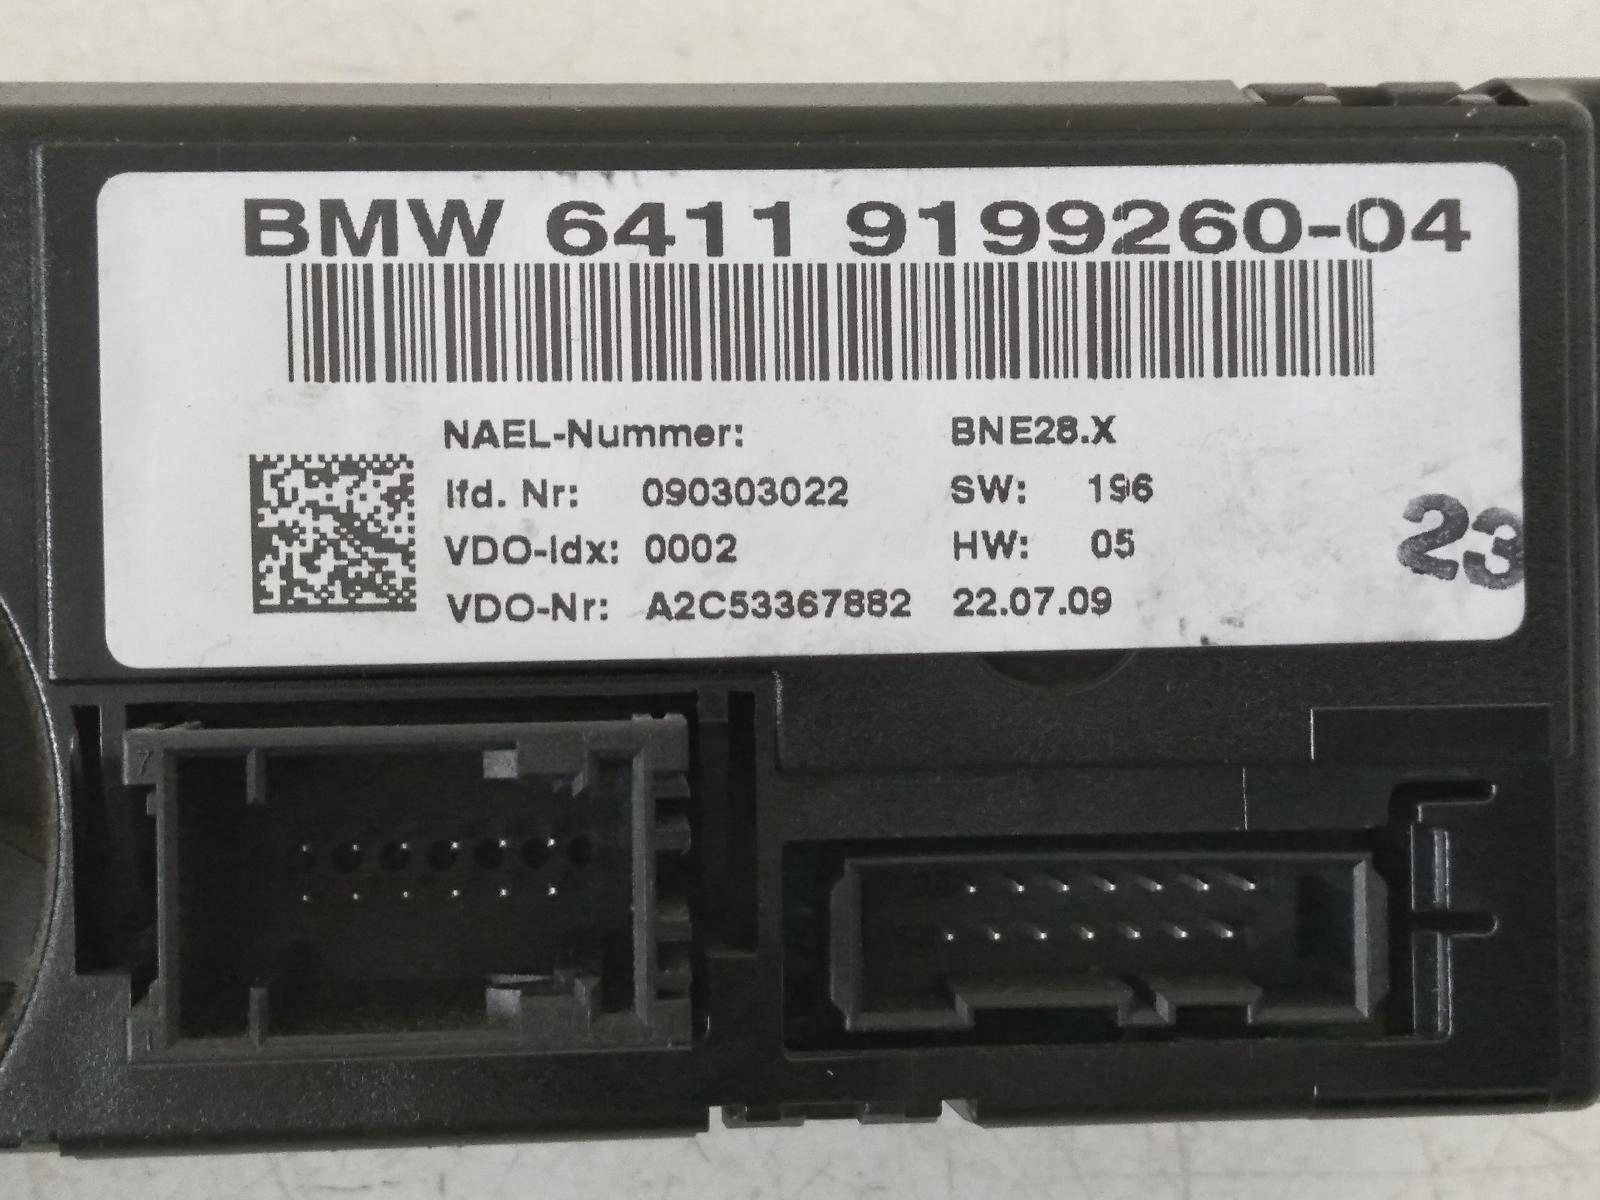 BMW 6411 9199260-04
NAEL-Nummer: BNE28.X
lfd. Nr: 090303022 SW: 196
VDO-Idx: 0002 HW: 05
VDO-Nr: A2C53367882 22.07.09
23